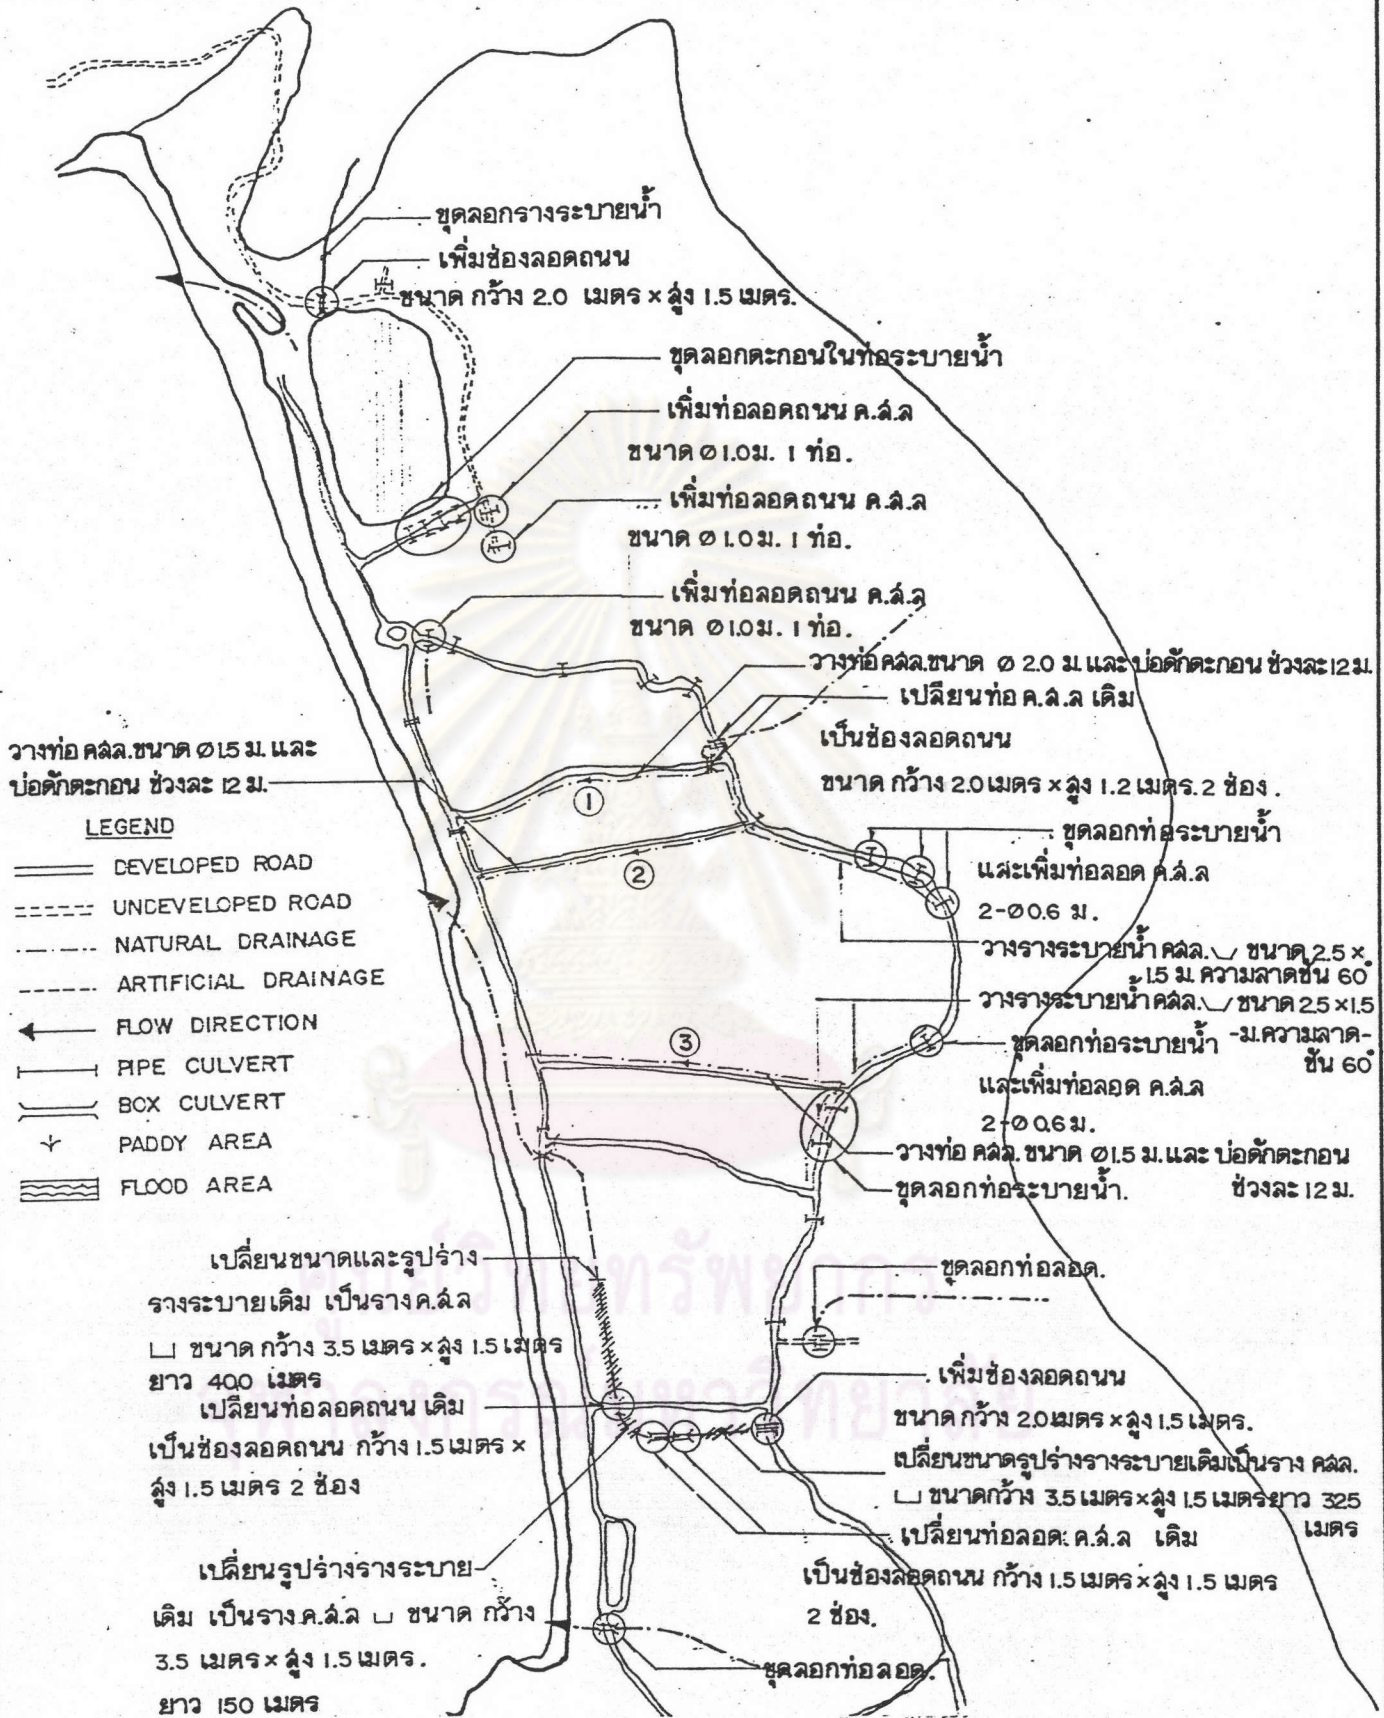 ขุดลอกรางระบายน้ำ
เพิ่มช่องลอดถนน
ขนาด กว้าง 2.0 เมตร × สูง 1.5 เมตร.
ขุดลอกตะกอนในท่อระบายน้ำ
เพิ่มท่อลอดถนน ค.ส.ล
ขนาด Ø1.0ม. 1 ท่อ.
เพิ่มท่อลอดถนน ค.ส.ล
ขนาด Ø1.0ม. 1 ท่อ.
เพิ่มท่อลอดถนน ค.ส.ล
ขนาด Ø1.0ม. 1 ท่อ.
วางท่อ คสล.ขนาด Ø 2.0 ม และบ่อดักตะกอน ช่วงละ12ม.
เปลี่ยนท่อ ค.ส.ล เดิม
เป็นช่องลอดถนน
ขนาด กว้าง 2.0 เมตร × สูง 1.2 เมตร. 2 ช่อง.
วางท่อ คสล.ขนาด Ø1.5 ม. และ
บ่อดักตะกอน ช่วงละ 12 ม.
1
2
3
ขุดลอกท่อระบายน้ำ
และเพิ่มท่อลอด ค.ส.ล
2-Ø0.6 ม.
วางรางระบายน้ำ คสล. ขนาด 2.5 ×
1.5 ม. ความลาดชัน 60°
วางรางระบายน้ำ คสล. ขนาด 2.5 ×1.5
-ม.ความลาด-
ชัน 60°
ขุดลอกท่อระบายน้ำ
และเพิ่มท่อลอด ค.ส.ล
2-Ø0.6ม.
วางท่อ คสล. ขนาด Ø1.5 ม.และ บ่อดักตะกอน
ช่วงละ 12 ม.
ขุดลอกท่อระบายน้ำ.
LEGEND
DEVELOPED ROAD
UNDEVELOPED ROAD
NATURAL DRAINAGE
ARTIFICIAL DRAINAGE
FLOW DIRECTION
PIPE CULVERT
BOX CULVERT
PADDY AREA
FLOOD AREA
ศูนย์วิทยทรัพยากร
จุฬาลงกรณ์มหาวิทยาลัย
เปลี่ยนขนาดและรูปร่าง
รางระบายเดิม เป็นราง ค.ส.ล
⊔ ขนาด กว้าง 3.5 เมตร × สูง 1.5 เมตร
ยาว 400 เมตร
เปลี่ยนท่อลอดถนน เดิม
เป็นช่องลอดถนน กว้าง 1.5 เมตร ×
สูง 1.5 เมตร 2 ช่อง
ขุดลอกท่อลอด.
เพิ่มช่องลอดถนน
ขนาด กว้าง 2.0 เมตร × สูง 1.5 เมตร.
เปลี่ยนขนาดรูปร่างรางระบายเดิมเป็นราง คสล.
⊔ ขนาดกว้าง 3.5 เมตร × สูง 1.5 เมตร ยาว 325
เมตร
เปลี่ยนท่อลอด ค.ส.ล เดิม
เป็นช่องลอดถนน กว้าง 1.5 เมตร × สูง 1.5 เมตร
2 ช่อง.
เปลี่ยนรูปร่างรางระบาย
เดิม เป็นราง ค.ส.ล ⊔ ขนาด กว้าง
3.5 เมตร × สูง 1.5 เมตร.
ยาว 150 เมตร
ขุดลอกท่อลอด.